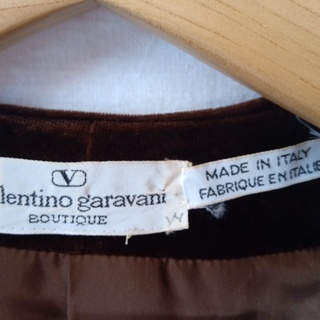 V
lentino garavani
BOUTIQUE
MADE IN ITALY
FABRIQUE EN ITALIE